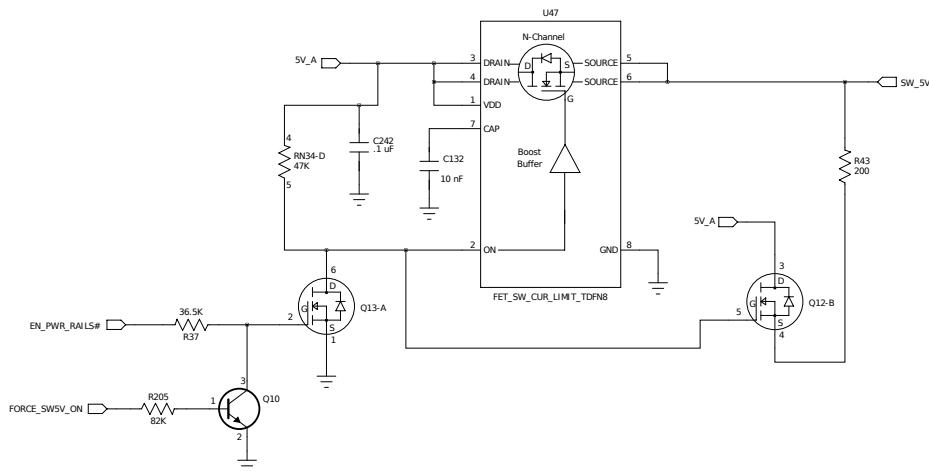 U47
N-Channel
5V_A
3
DRAIN
D
S
SOURCE
5
4
DRAIN
SOURCE
6
SW_5V
G
1
VDD
7
CAP
4
RN34-D
47K
5
C242
.1 uF
C132
10 nF
Boost
Buffer
R43
200
5V_A
2
ON
GND
8
6
3
D
G
Q13-A
S
1
FET_SW_CUR_LIMIT_TDFN8
D
G
Q12-B
S
5
4
36.5K
EN_PWR_RAILS#
R37
2
3
R205
FORCE_SW5V_ON
82K
1
Q10
2